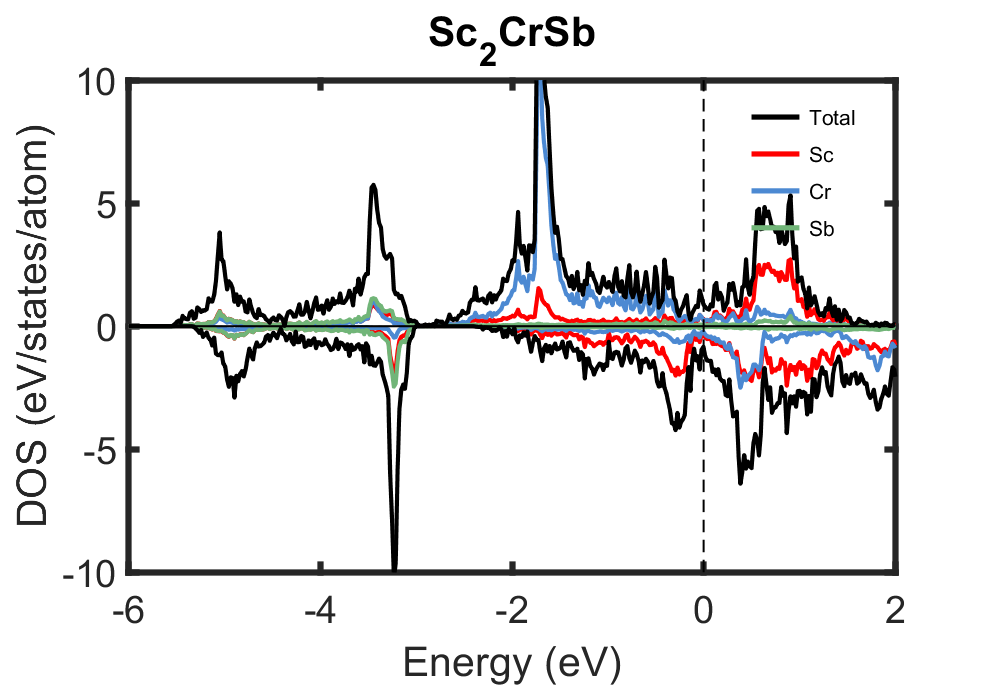 Sc2CrSb
10
5
0
-5
-10
DOS (eV/states/atom)
Total
Sc
Cr
Sb
-6
-4
-2
0
2
Energy (eV)